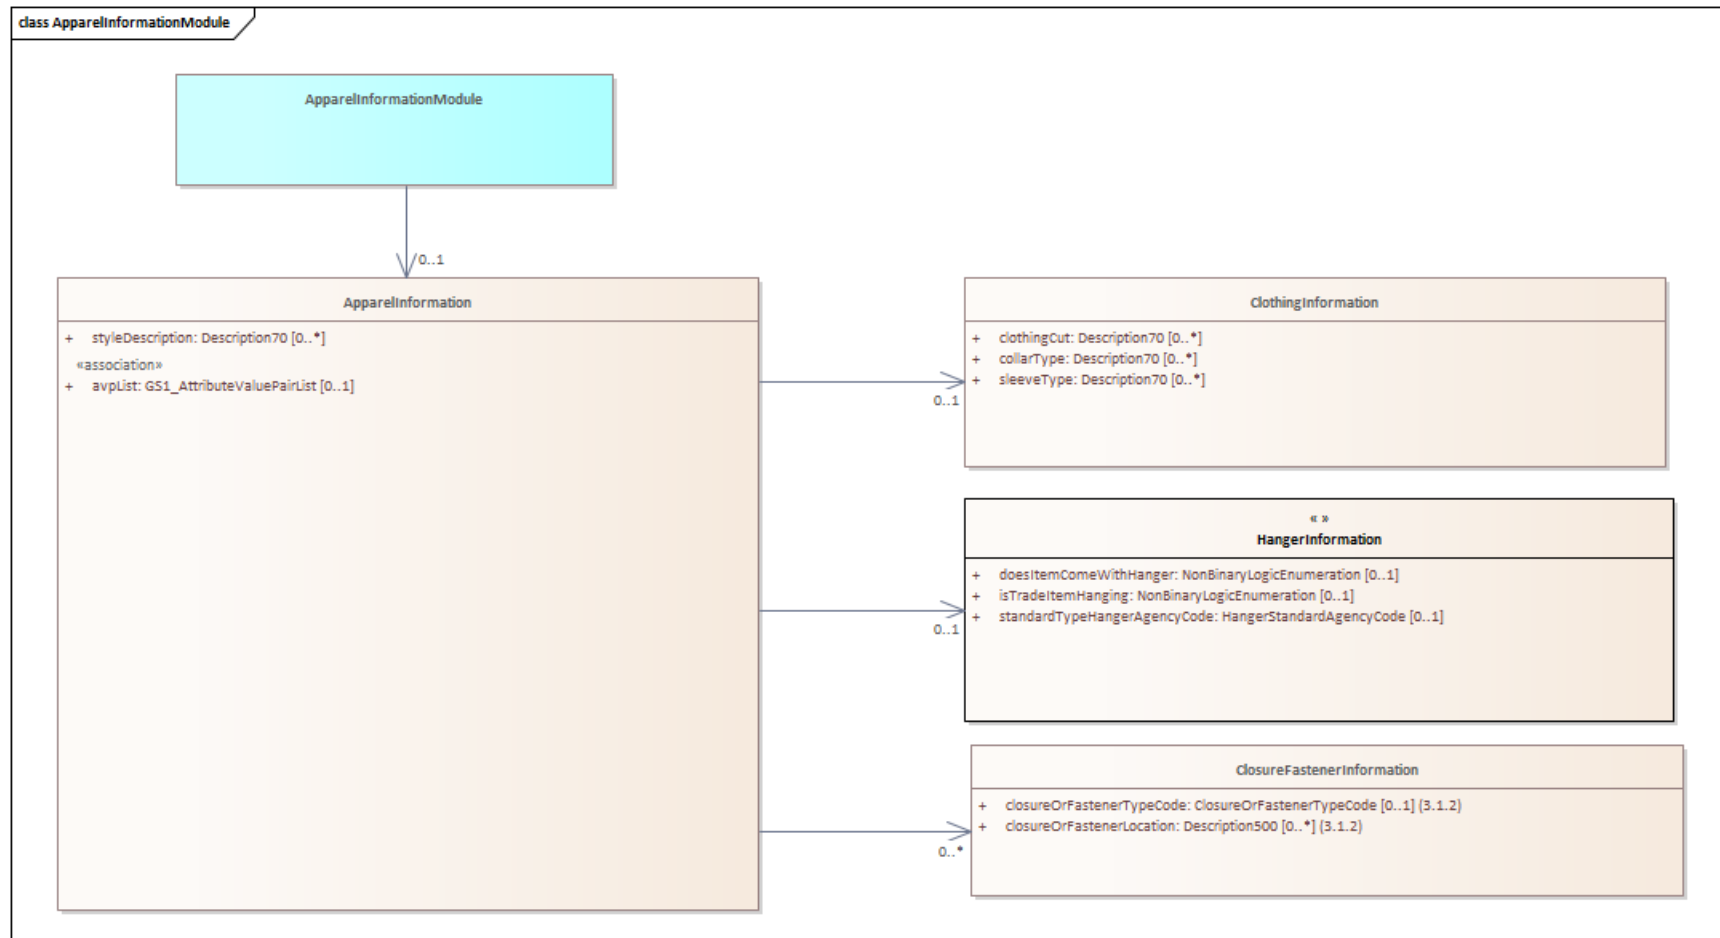 class ApparelInformationModule
ApparelInformationModule
0..1
ApparelInformation
+ styleDescription: Description70 [0..*]
«association»
+ avpList: GS1_AttributeValuePairList [0..1]
0..1
ClothingInformation
+ clothingCut: Description70 [0..*]
+ collarType: Description70 [0..*]
+ sleeveType: Description70 [0..*]
0..1
« »
HangerInformation
+ doesItemComeWithHanger: NonBinaryLogicEnumeration [0..1]
+ isTradeItemHanging: NonBinaryLogicEnumeration [0..1]
+ standardTypeHangerAgencyCode: HangerStandardAgencyCode [0..1]
0..*
ClosureFastenerInformation
+ closureOrFastenerTypeCode: ClosureOrFastenerTypeCode [0..1] (3.1.2)
+ closureOrFastenerLocation: Description500 [0..*] (3.1.2)